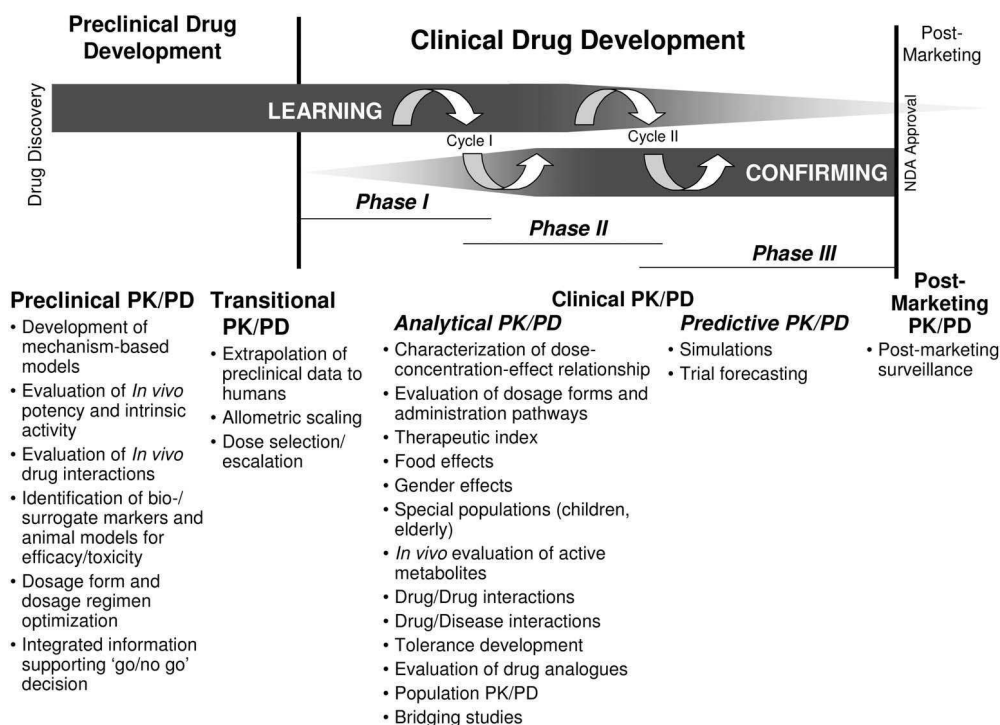 Preclinical Drug
Development
Clinical Drug Development
Post-
Marketing
Drug Discovery
LEARNING
Cycle I
Cycle II
CONFIRMING
NDA Approval
Phase I
Phase II
Phase III
Preclinical PK/PD
• Development of
mechanism-based
models
• Evaluation of In vivo
potency and intrinsic
activity
• Evaluation of In vivo
drug interactions
• Identification of bio-/
surrogate markers and
animal models for
efficacy/toxicity
• Dosage form and
dosage regimen
optimization
• Integrated information
supporting ‘go/no go’
decision
Transitional
PK/PD
• Extrapolation of
preclinical data to
humans
• Allometric scaling
• Dose selection/
escalation
Clinical PK/PD
Analytical PK/PD
• Characterization of dose-
concentration-effect relationship
• Evaluation of dosage forms and
administration pathways
• Therapeutic index
• Food effects
• Gender effects
• Special populations (children,
elderly)
• In vivo evaluation of active
metabolites
• Drug/Drug interactions
• Drug/Disease interactions
• Tolerance development
• Evaluation of drug analogues
• Population PK/PD
• Bridging studies
Predictive PK/PD
• Simulations
• Trial forecasting
Post-
Marketing
PK/PD
• Post-marketing
surveillance